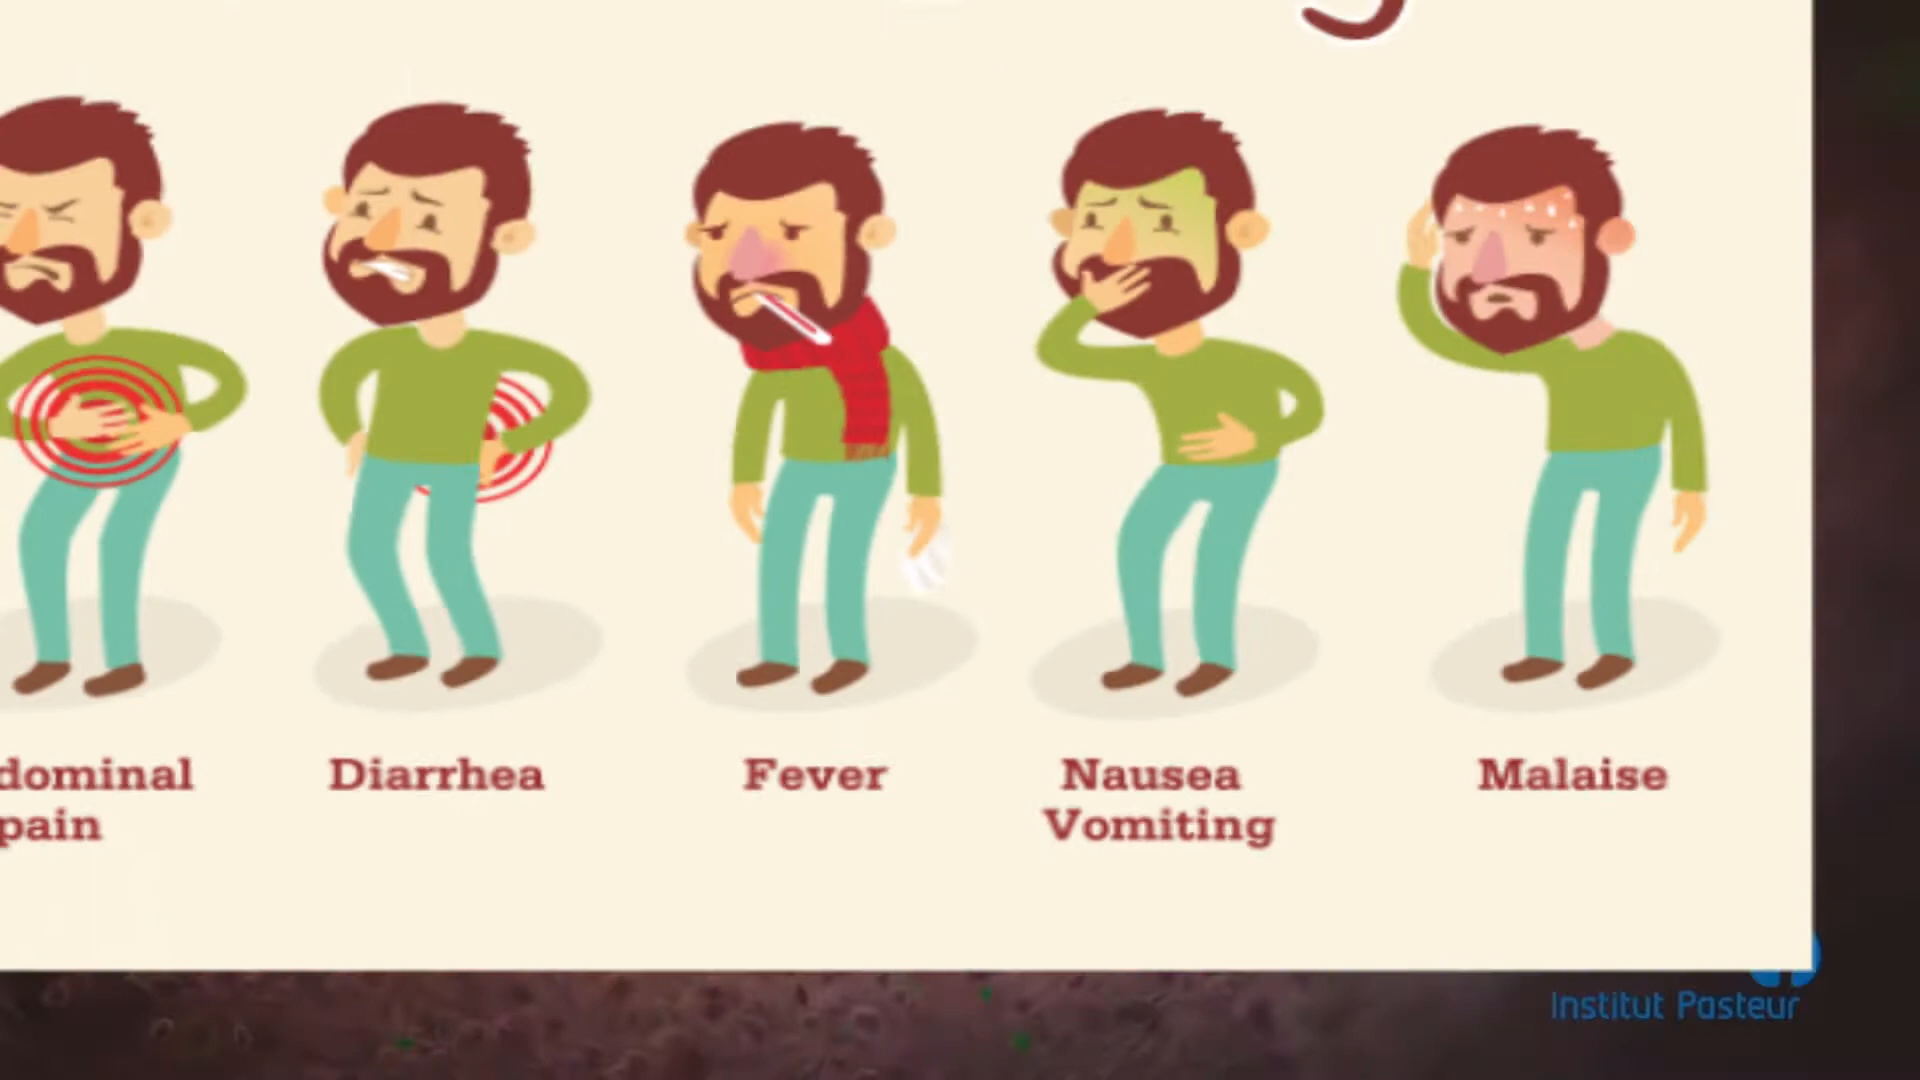 dominal
pain
Diarrhea
Fever
Nausea
Vomiting
Malaise
Institut Pasteur